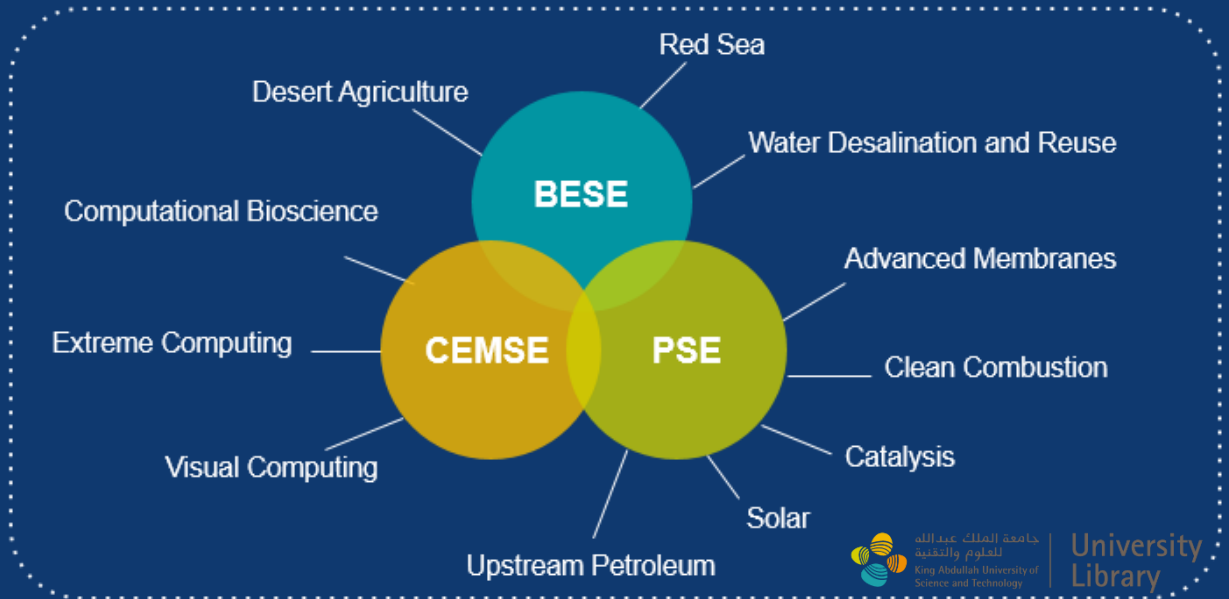 Red Sea
Desert Agriculture
Water Desalination and Reuse
BESE
Computational Bioscience
Advanced Membranes
Extreme Computing
CEMSE
PSE
Clean Combustion
Visual Computing
Catalysis
Solar
Upstream Petroleum
جامعة الملك عبدالله
للعلوم والتقنية
King Abdullah University of
Science and Technology
University
Library